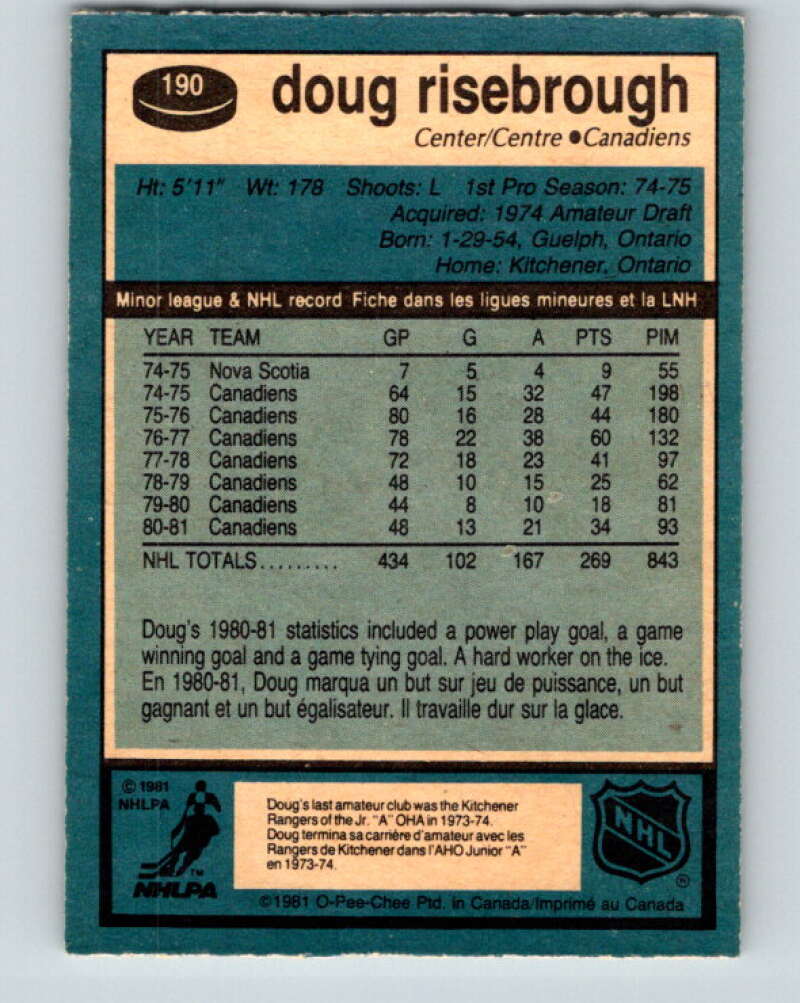 190
doug risebrough
Center/Centre ● Canadiens
Ht: 5'11" Wt: 178 Shoots: L 1st Pro Season: 74-75
Acquired: 1974 Amateur Draft
Born: 1-29-54, Guelph, Ontario
Home: Kitchener, Ontario
Minor league & NHL record Fiche dans les ligues mineures et la LNH
YEAR TEAM GP G A PTS PIM
74-75 Nova Scotia 7 5 4 9 55
74-75 Canadiens 64 15 32 47 198
75-76 Canadiens 80 16 28 44 180
76-77 Canadiens 78 22 38 60 132
77-78 Canadiens 72 18 23 41 97
78-79 Canadiens 48 10 15 25 62
79-80 Canadiens 44 8 10 18 81
80-81 Canadiens 48 13 21 34 93
NHL TOTALS......... 434 102 167 269 843
Doug's 1980-81 statistics included a power play goal, a game
winning goal and a game tying goal. A hard worker on the ice.
En 1980-81, Doug marqua un but sur jeu de puissance, un but
gagnant et un but égalisateur. Il travaille dur sur la glace.
© 1981
NHLPA
TM
NHLPA
Doug's last amateur club was the Kitchener
Rangers of the Jr. "A" OHA in 1973-74.
Doug termina sa carrière d'amateur avec les
Rangers de Kitchener dans l'AHO Junior "A"
en 1973-74.
NHL
®
©1981 O-Pee-Chee Ptd. in Canada/Imprimé au Canada